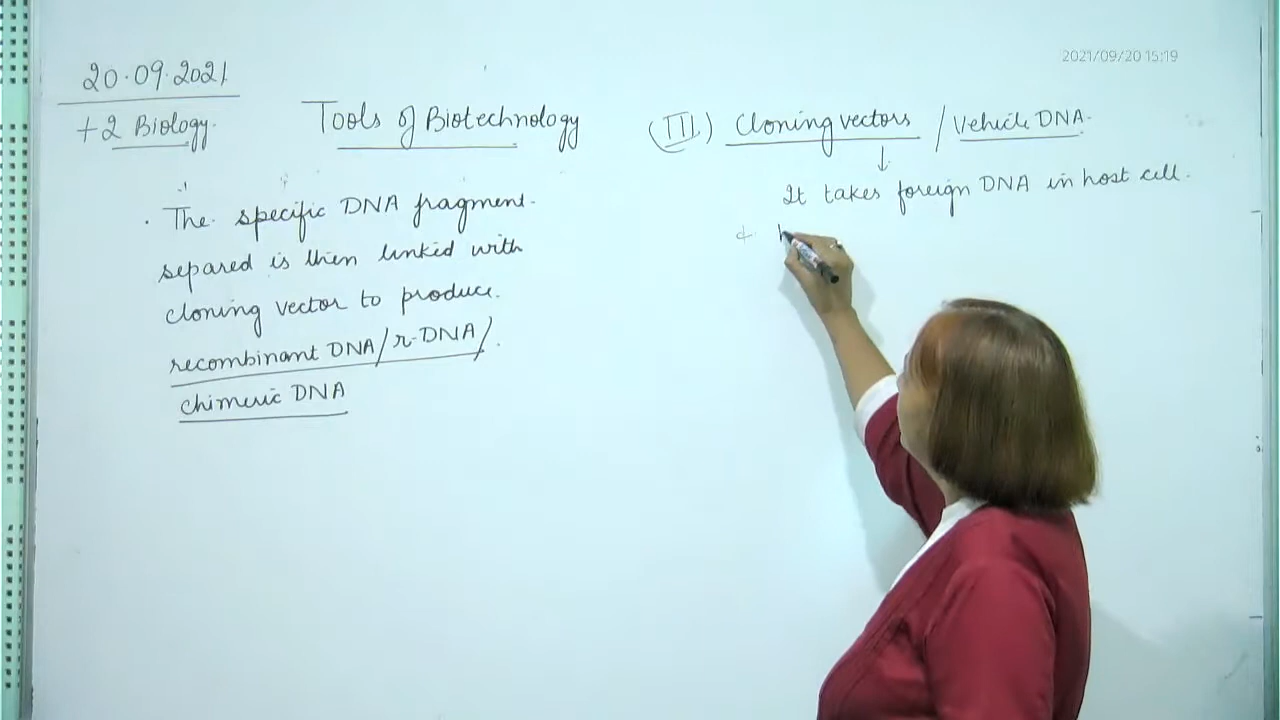 20.09.2021
+2 Biology.
Tools of Biotechnology
. The specific DNA fragment.
separed is then linked with
cloning vector to produce.
recombinant DNA/r-DNA/.
chimeric DNA
2021/09/20 15:19
(III.) Cloning vectors / Vehicle DNA.
↓
It takes foreign DNA in host cell.
&